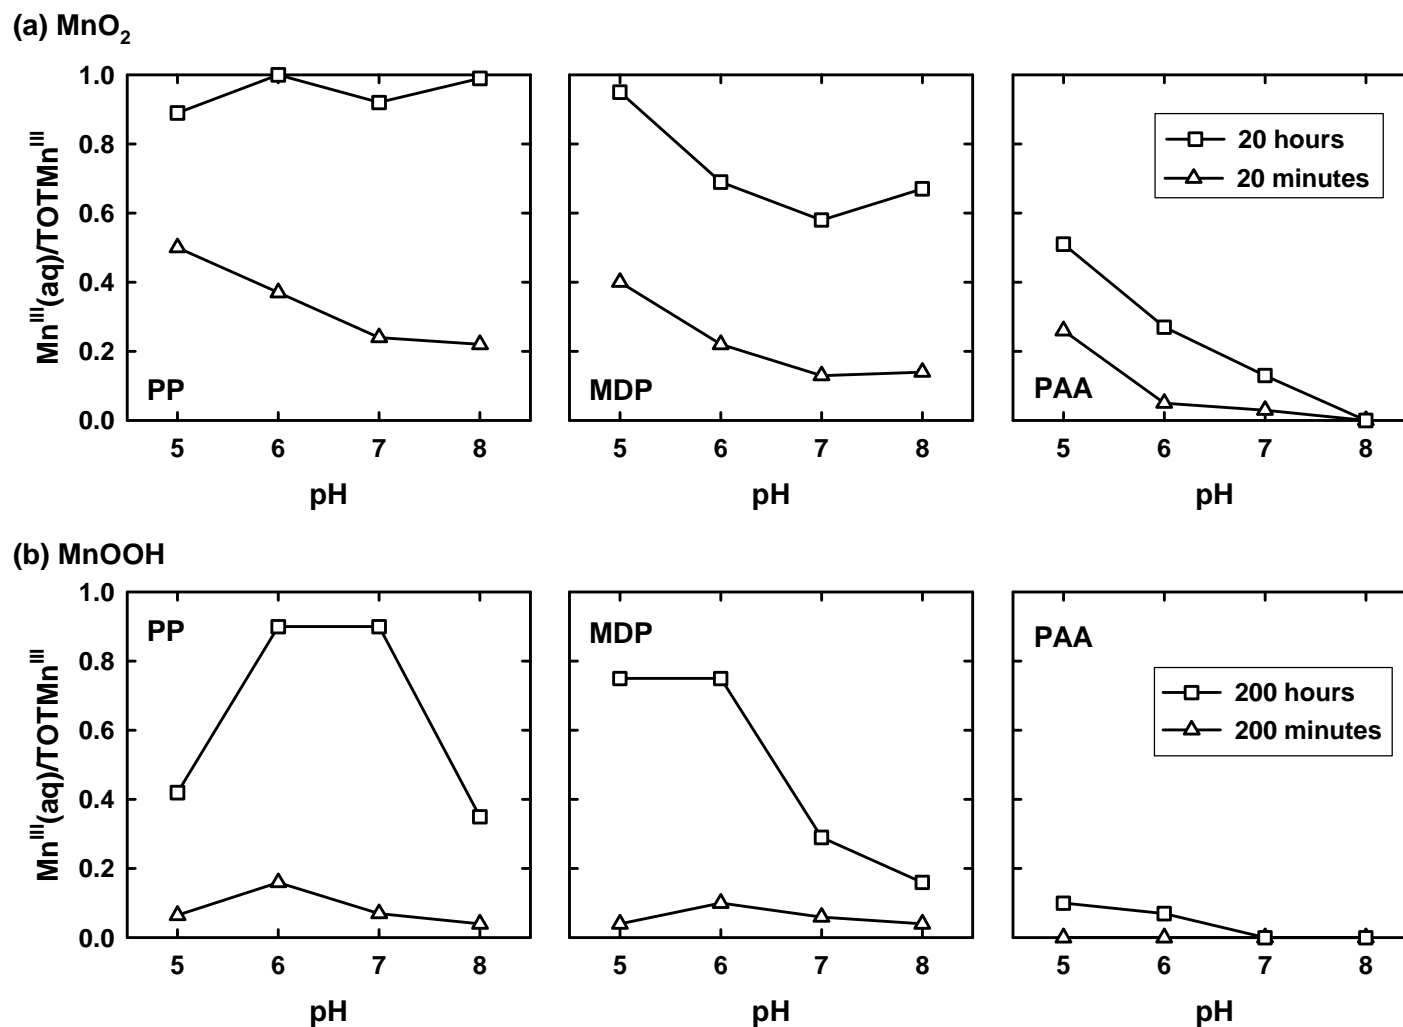 (a) MnO₂
Mnᴵᴵᴵ(aq)/TOTMnᴵᴵᴵ
1.0
0.8
0.6
0.4
0.2
0.0
PP
5 6 7 8
pH
MDP
5 6 7 8
pH
20 hours
20 minutes
PAA
5 6 7 8
pH
(b) MnOOH
Mnᴵᴵᴵ(aq)/TOTMnᴵᴵᴵ
1.0
0.8
0.6
0.4
0.2
0.0
PP
5 6 7 8
pH
MDP
5 6 7 8
pH
PAA
200 hours
200 minutes
5 6 7 8
pH